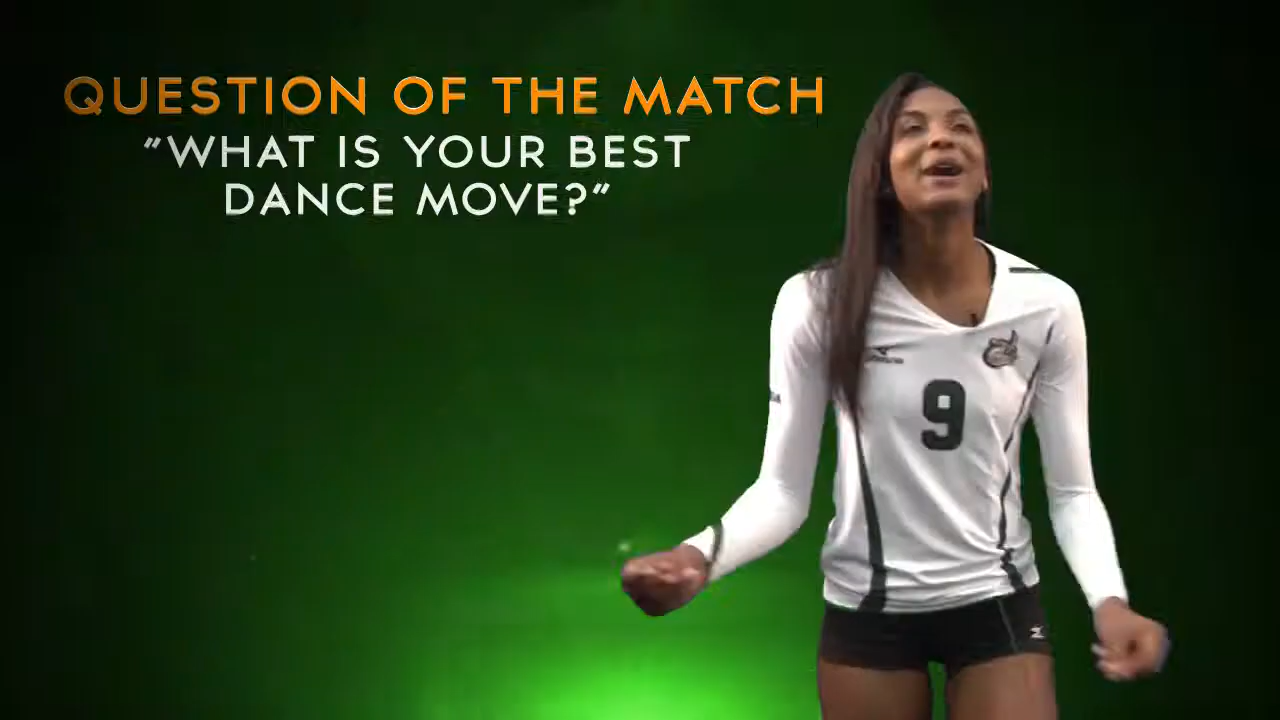 QUESTION OF THE MATCH
"WHAT IS YOUR BEST
DANCE MOVE?"
9